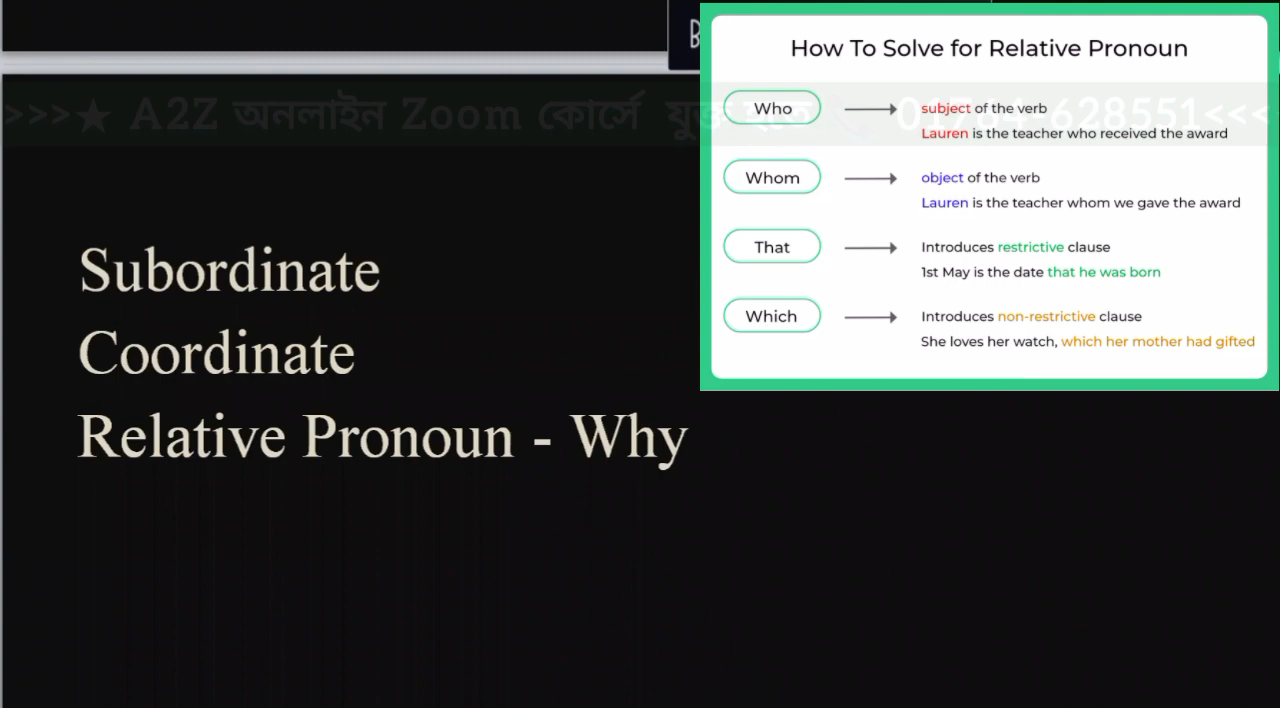 >>>★ A2Z অনলাইন Zoom কোর্সে যুক্ত হতে 01764-628551<<<
Subordinate
Coordinate
Relative Pronoun - Why
How To Solve for Relative Pronoun
Who
subject of the verb
Lauren is the teacher who received the award
Whom
object of the verb
Lauren is the teacher whom we gave the award
That
Introduces restrictive clause
1st May is the date that he was born
Which
Introduces non-restrictive clause
She loves her watch, which her mother had gifted